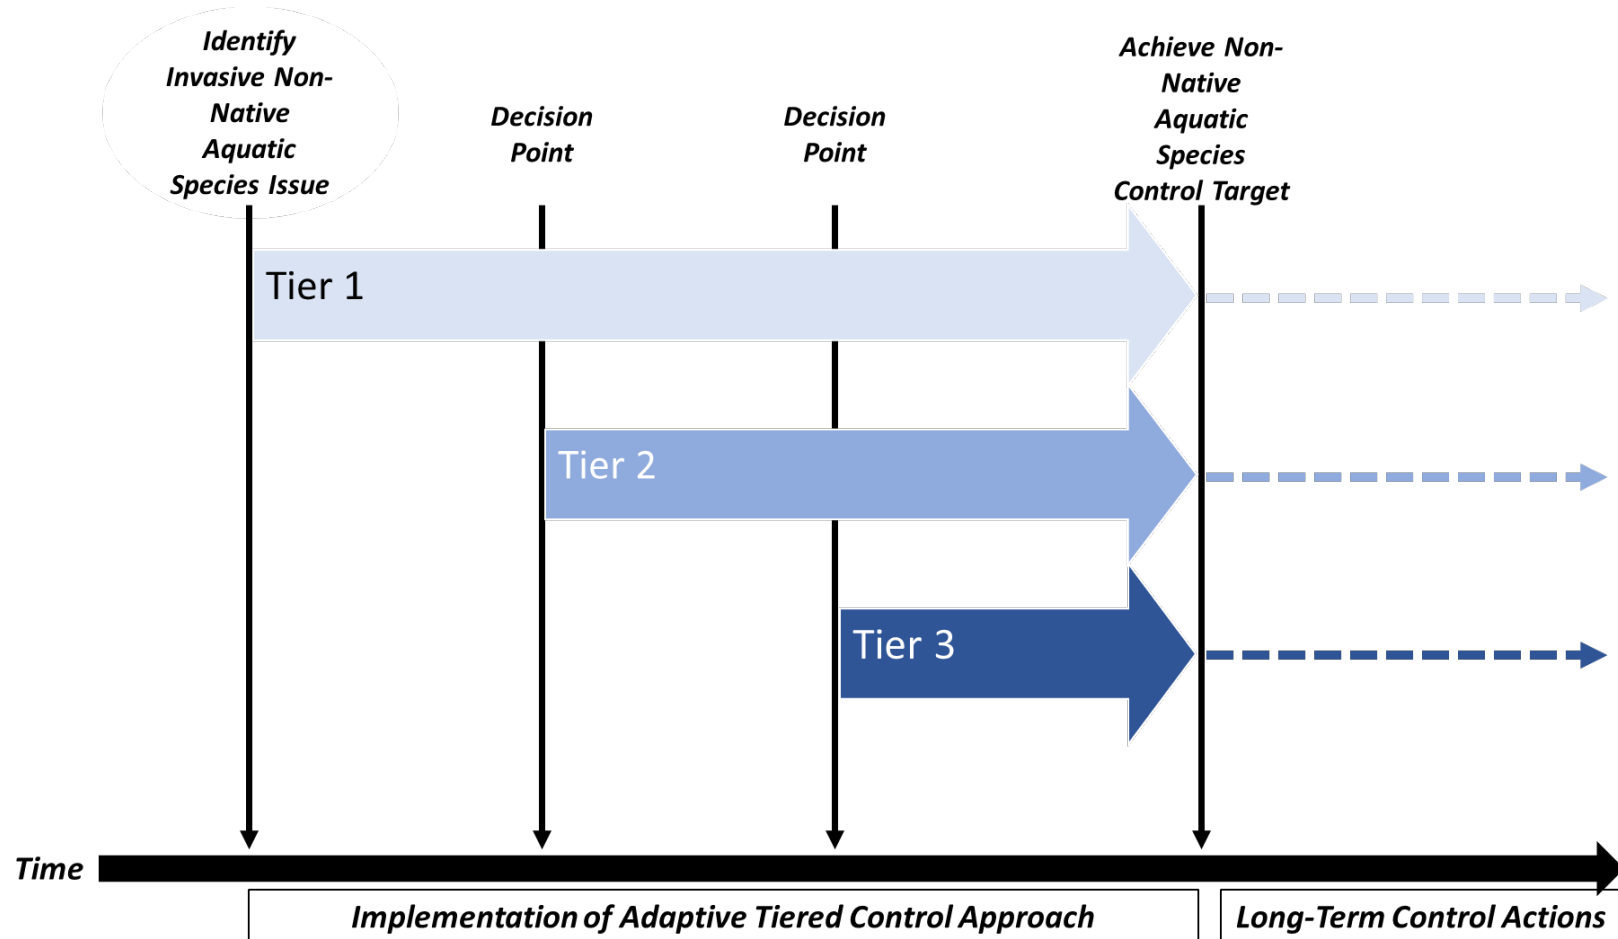 Identify
Invasive Non-
Native
Aquatic
Species Issue
Decision
Point
Decision
Point
Achieve Non-
Native
Aquatic
Species
Control Target
Tier 1
Tier 2
Tier 3
Time
Implementation of Adaptive Tiered Control Approach
Long-Term Control Actions